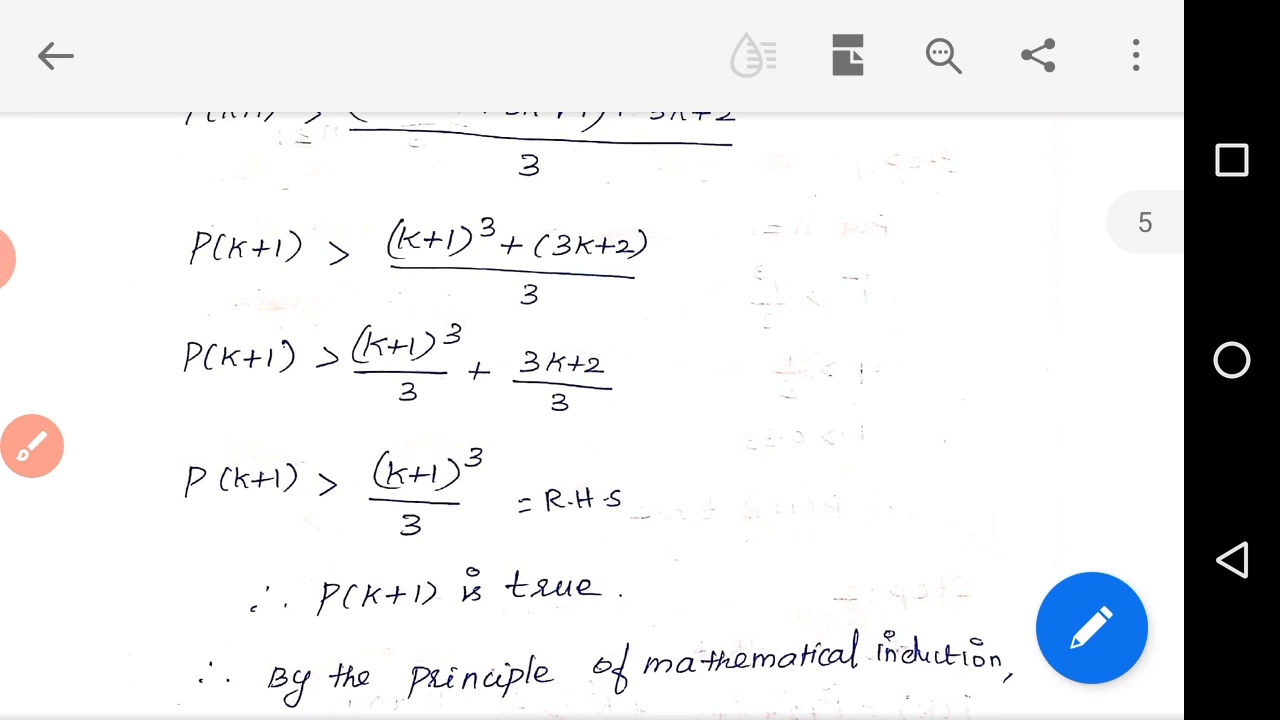 3
5
P(K+1) > (K+1)³ + (3K+2) / 3
P(K+1) > (K+1)³ / 3 + 3K+2 / 3
P(K+1) > (K+1)³ / 3 = R.H.S
∴ P(K+1) is true.
∴ By the principle of mathematical induction,